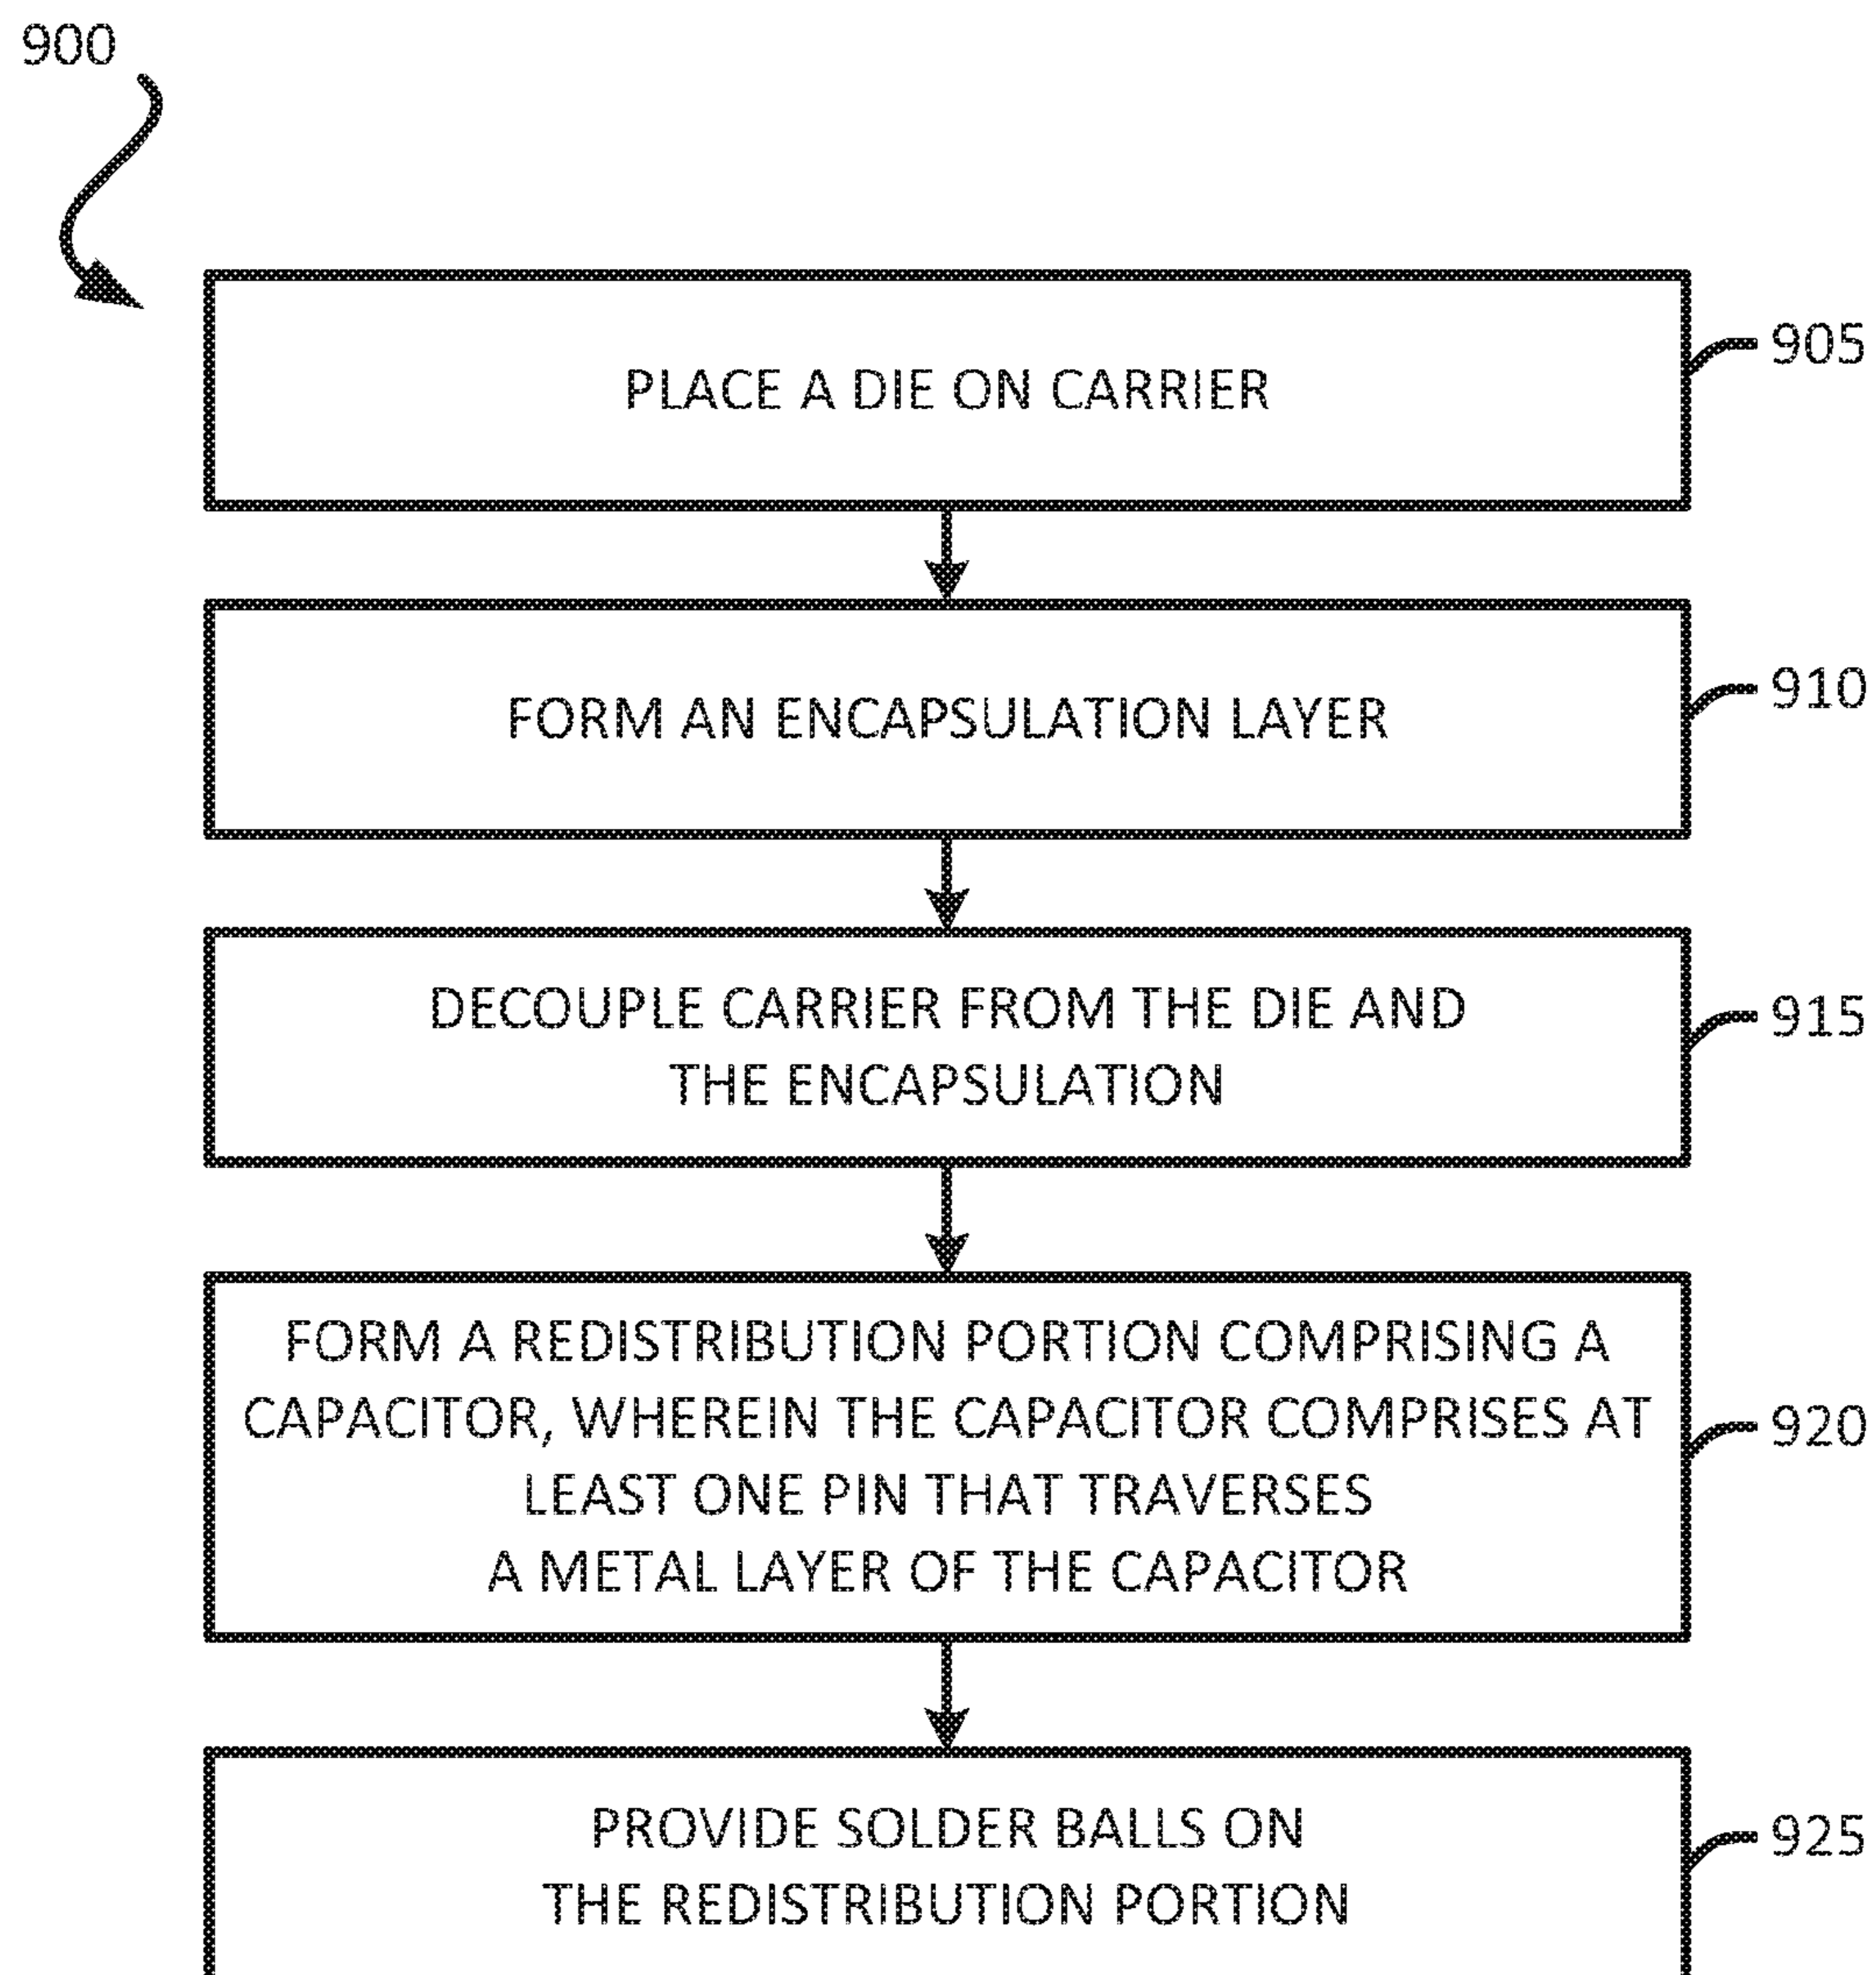 900
PLACE A DIE ON CARRIER
905
FORM AN ENCAPSULATION LAYER
910
DECOUPLE CARRIER FROM THE DIE AND
THE ENCAPSULATION
915
FORM A REDISTRIBUTION PORTION COMPRISING A
CAPACITOR, WHEREIN THE CAPACITOR COMPRISES AT
LEAST ONE PIN THAT TRAVERSES
A METAL LAYER OF THE CAPACITOR
920
PROVIDE SOLDER BALLS ON
THE REDISTRIBUTION PORTION
925